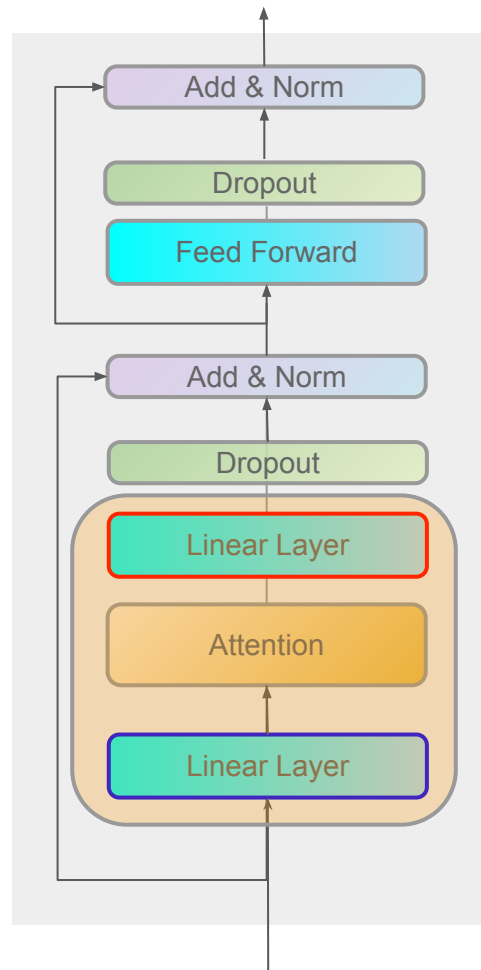 Add & Norm
Dropout
Feed Forward
Add & Norm
Dropout
Linear Layer
Attention
Linear Layer